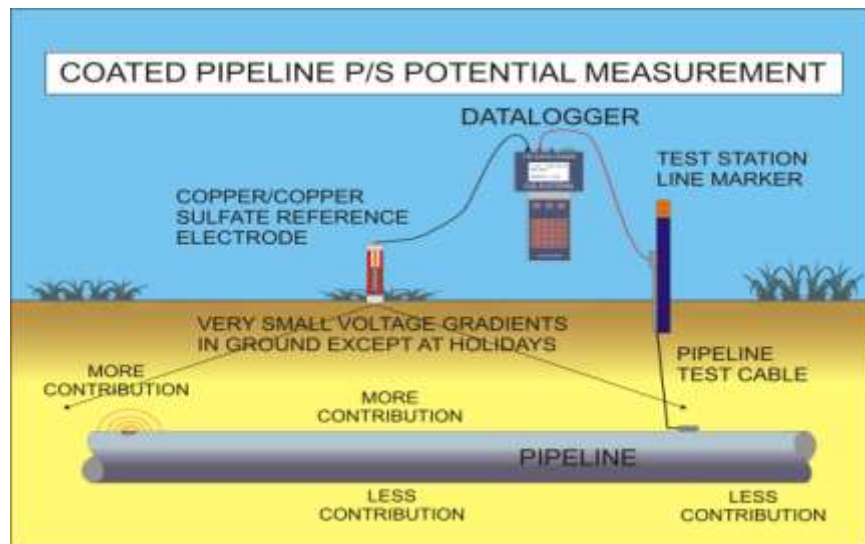 COATED PIPELINE P/S POTENTIAL MEASUREMENT
DATALOGGER
TEST STATION
LINE MARKER
COPPER/COPPER
SULFATE REFERENCE
ELECTRODE
VERY SMALL VOLTAGE GRADIENTS
IN GROUND EXCEPT AT HOLIDAYS
PIPELINE
TEST CABLE
MORE
CONTRIBUTION
MORE
CONTRIBUTION
PIPELINE
LESS
CONTRIBUTION
LESS
CONTRIBUTION